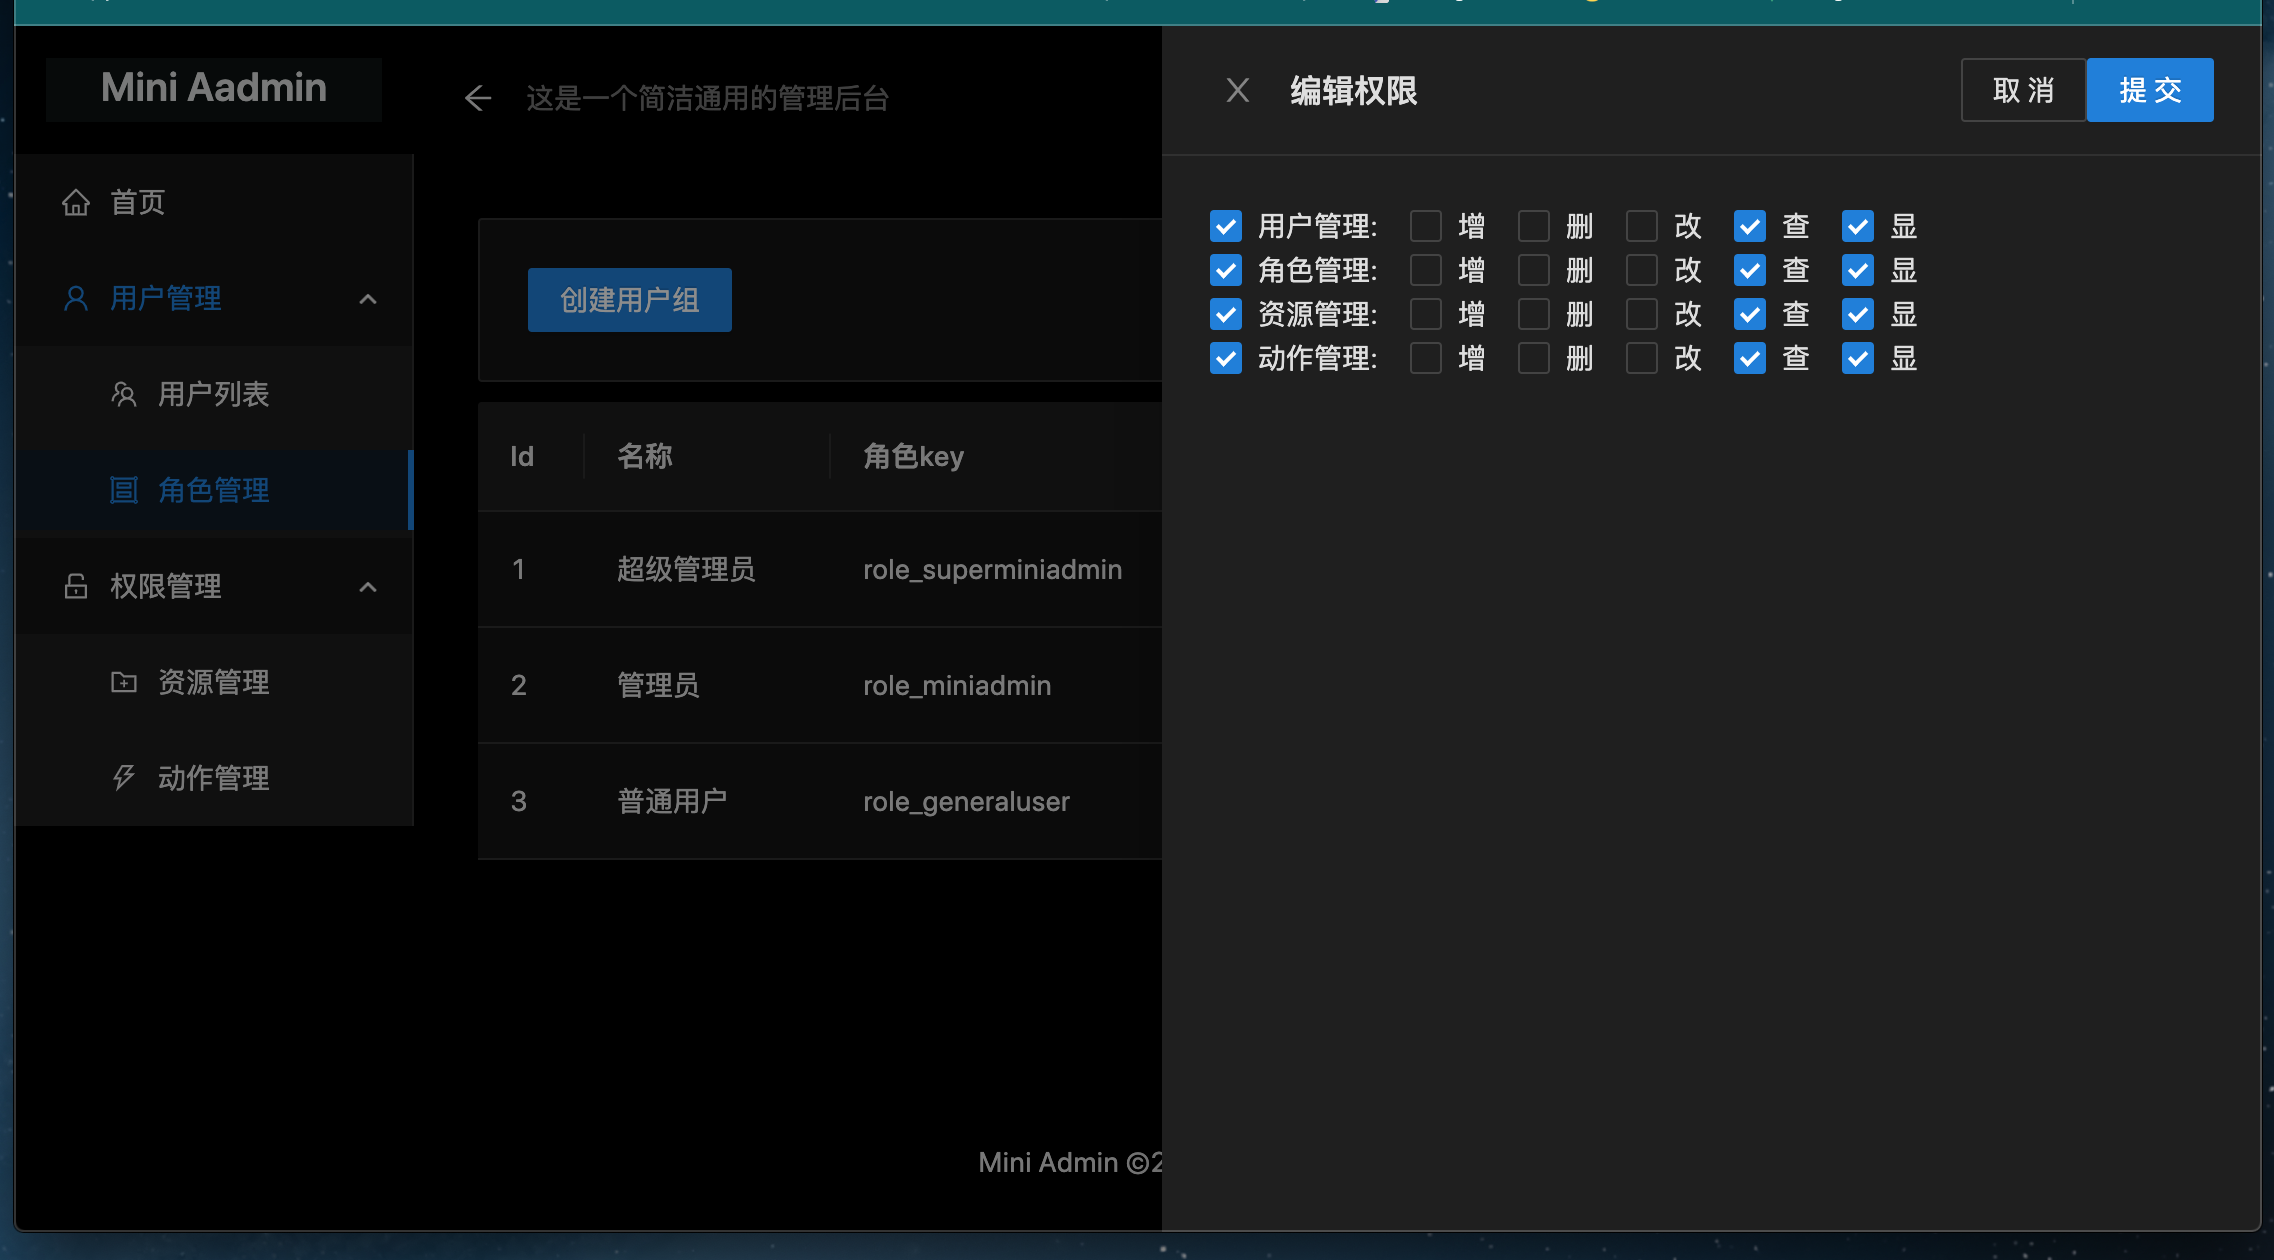 Mini Aadmin
首页
用户管理
用户列表
角色管理
权限管理
资源管理
动作管理
这是一个简洁通用的管理后台
创建用户组
Id 名称 角色key
1 超级管理员 role_superminiadmin
2 管理员 role_miniadmin
3 普通用户 role_generaluser
Mini Admin ©2
编辑权限
取 消 提 交
用户管理: 增 删 改 查 显
角色管理: 增 删 改 查 显
资源管理: 增 删 改 查 显
动作管理: 增 删 改 查 显